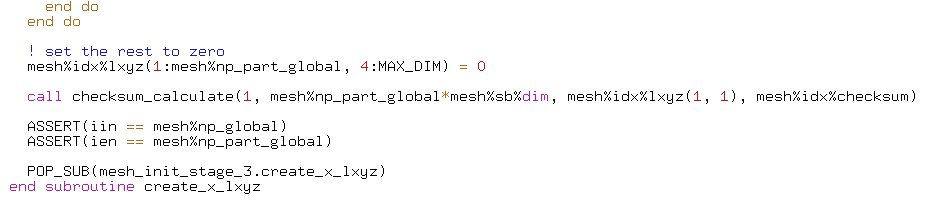 end do
end do
! set the rest to zero
mesh%idx%lxyz(1:mesh%np_part_global, 4:MAX_DIM) = 0
call checksum_calculate(1, mesh%np_part_global*mesh%sb%dim, mesh%idx%lxyz(1, 1), mesh%idx%checksum)
ASSERT(iin == mesh%np_global)
ASSERT(ien == mesh%np_part_global)
POP_SUB(mesh_init_stage_3.create_x_lxyz)
end subroutine create_x_lxyz